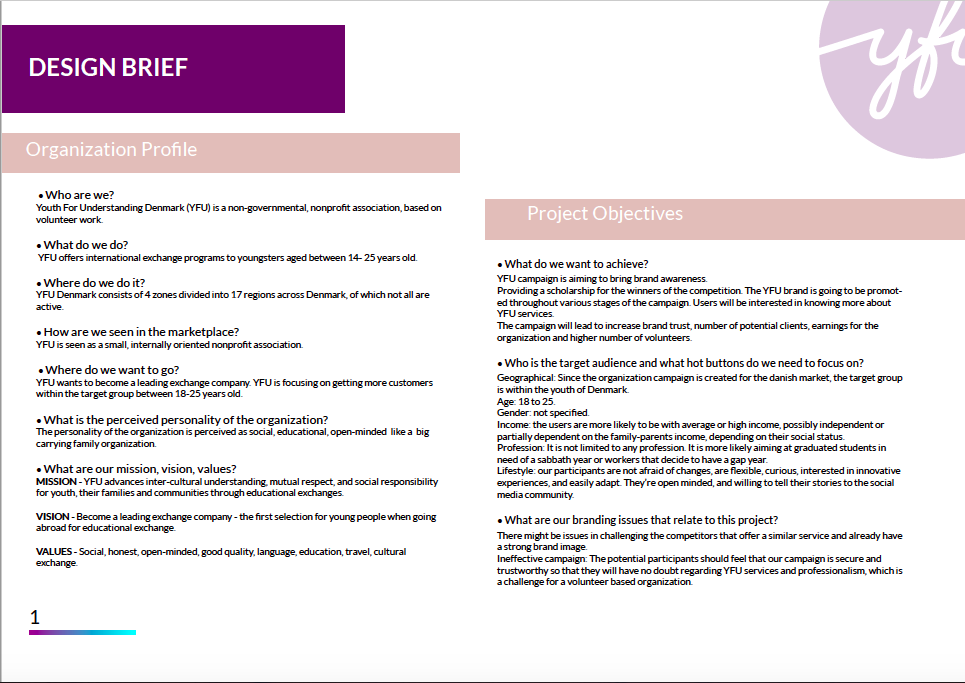 DESIGN BRIEF
yfu
Organization Profile
• Who are we?
Youth For Understanding Denmark (YFU) is a non-governmental, nonprofit association, based on
volunteer work.
• What do we do?
YFU offers international exchange programs to youngsters aged between 14- 25 years old.
• Where do we do it?
YFU Denmark consists of 4 zones divided into 17 regions across Denmark, of which not all are
active.
• How are we seen in the marketplace?
YFU is seen as a small, internally oriented nonprofit association.
• Where do we want to go?
YFU wants to become a leading exchange company. YFU is focusing on getting more customers
within the target group between 18-25 years old.
• What is the perceived personality of the organization?
The personality of the organization is perceived as social, educational, open-minded like a big
carrying family organization.
• What are our mission, vision, values?
MISSION - YFU advances inter-cultural understanding, mutual respect, and social responsibility
for youth, their families and communities through educational exchanges.
VISION - Become a leading exchange company - the first selection for young people when going
abroad for educational exchange.
VALUES - Social, honest, open-minded, good quality, language, education, travel, cultural
exchange.
1
Project Objectives
• What do we want to achieve?
YFU campaign is aiming to bring brand awareness.
Providing a scholarship for the winners of the competition. The YFU brand is going to be promot-
ed throughout various stages of the campaign. Users will be interested in knowing more about
YFU services.
The campaign will lead to increase brand trust, number of potential clients, earnings for the
organization and higher number of volunteers.
• Who is the target audience and what hot buttons do we need to focus on?
Geographical: Since the organization campaign is created for the danish market, the target group
is within the youth of Denmark.
Age: 18 to 25.
Gender: not specified.
Income: the users are more likely to be with average or high income, possibly independent or
partially dependent on the family-parents income, depending on their social status.
Profession: It is not limited to any profession. It is more likely aiming at graduated students in
need of a sabbath year or workers that decide to have a gap year.
Lifestyle: our participants are not afraid of changes, are flexible, curious, interested in innovative
experiences, and easily adapt. They're open minded, and willing to tell their stories to the social
media community.
• What are our branding issues that relate to this project?
There might be issues in challenging the competitors that offer a similar service and already have
a strong brand image.
Ineffective campaign: The potential participants should feel that our campaign is secure and
trustworthy so that they will have no doubt regarding YFU services and professionalism, which is
a challenge for a volunteer based organization.